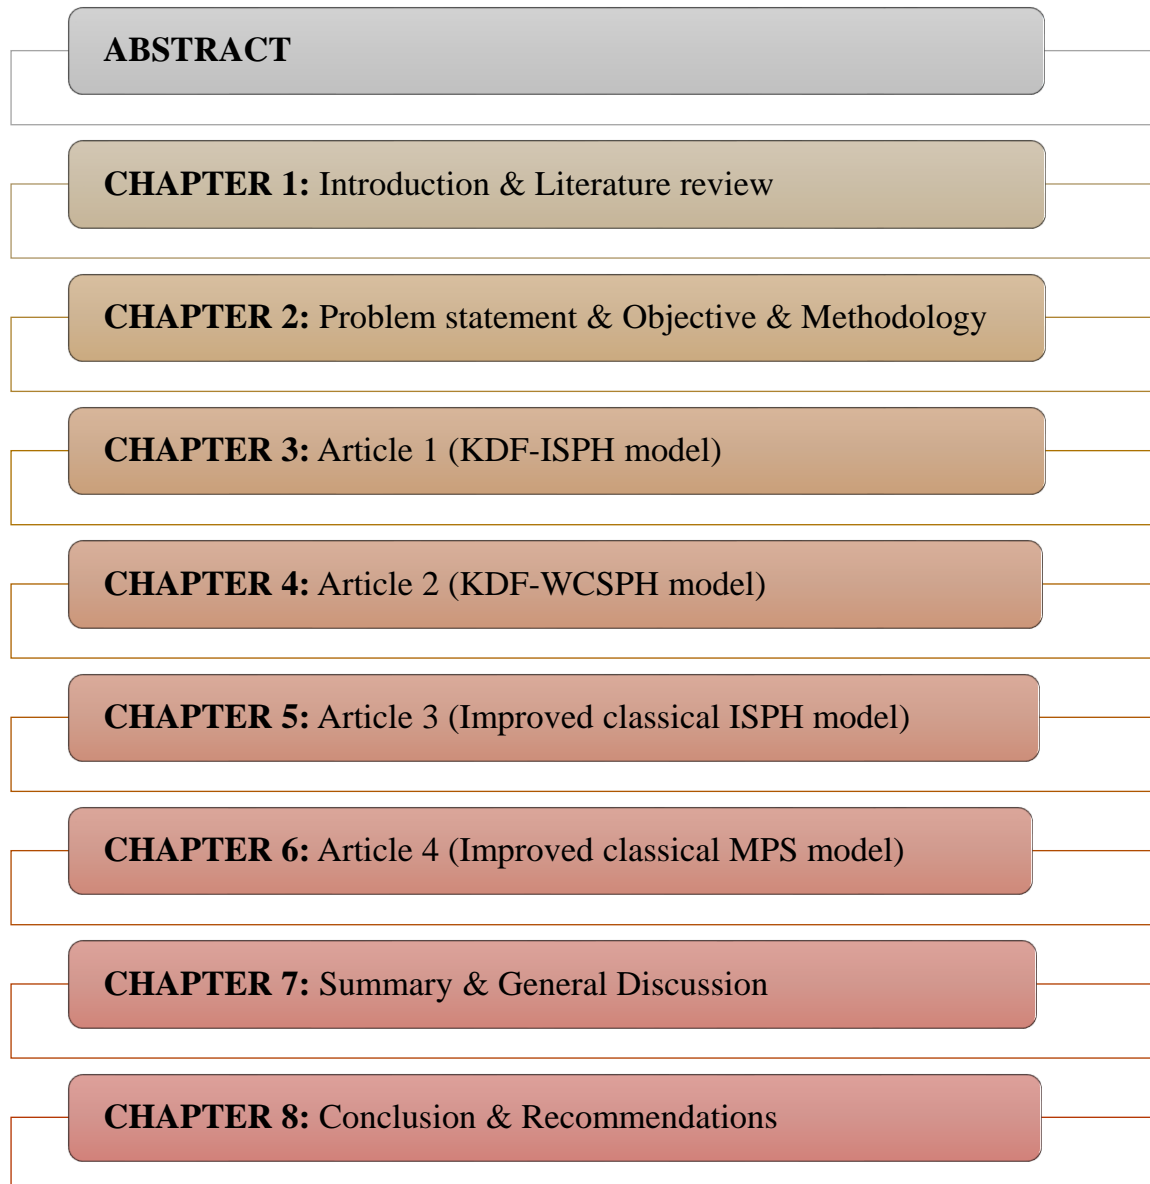 ABSTRACT
CHAPTER 1: Introduction & Literature review
CHAPTER 2: Problem statement & Objective & Methodology
CHAPTER 3: Article 1 (KDF-ISPH model)
CHAPTER 4: Article 2 (KDF-WCSPH model)
CHAPTER 5: Article 3 (Improved classical ISPH model)
CHAPTER 6: Article 4 (Improved classical MPS model)
CHAPTER 7: Summary & General Discussion
CHAPTER 8: Conclusion & Recommendations